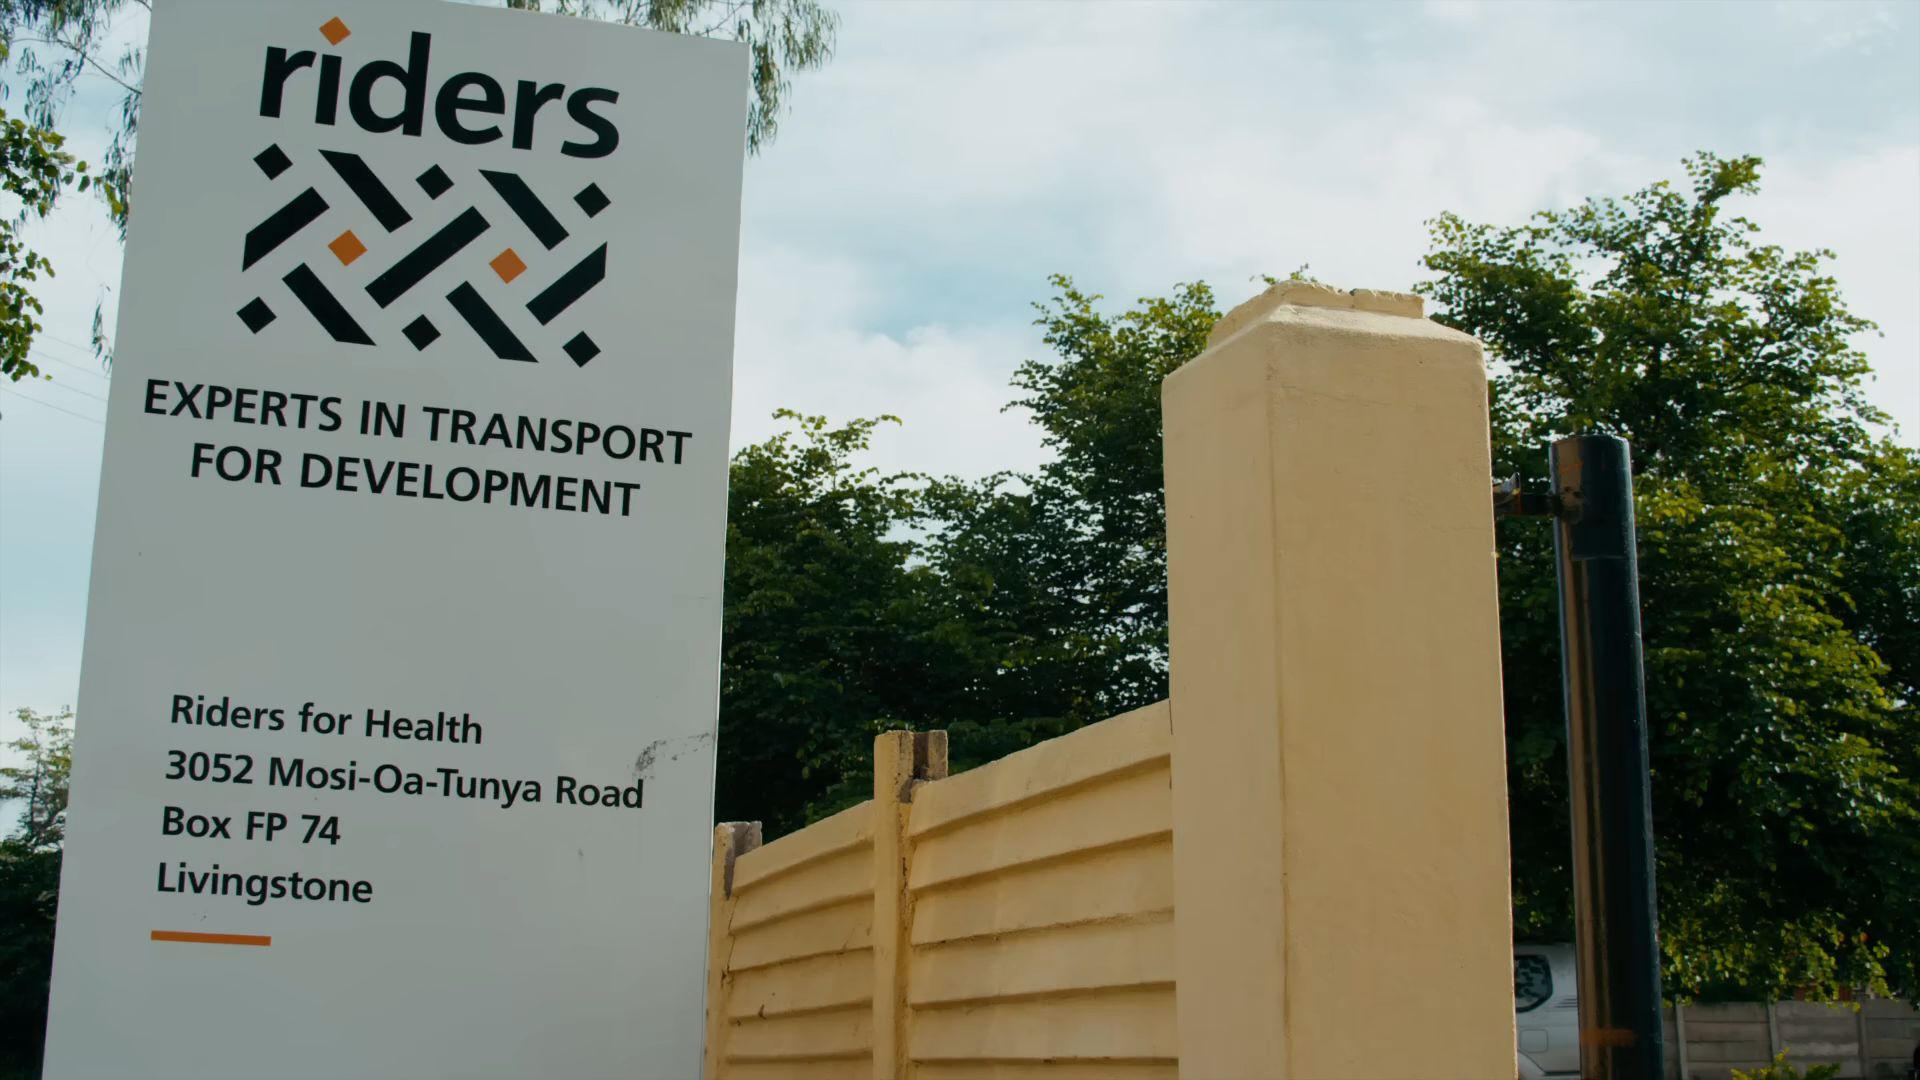 riders
EXPERTS IN TRANSPORT
FOR DEVELOPMENT
Riders for Health
3052 Mosi-Oa-Tunya Road
Box FP 74
Livingstone